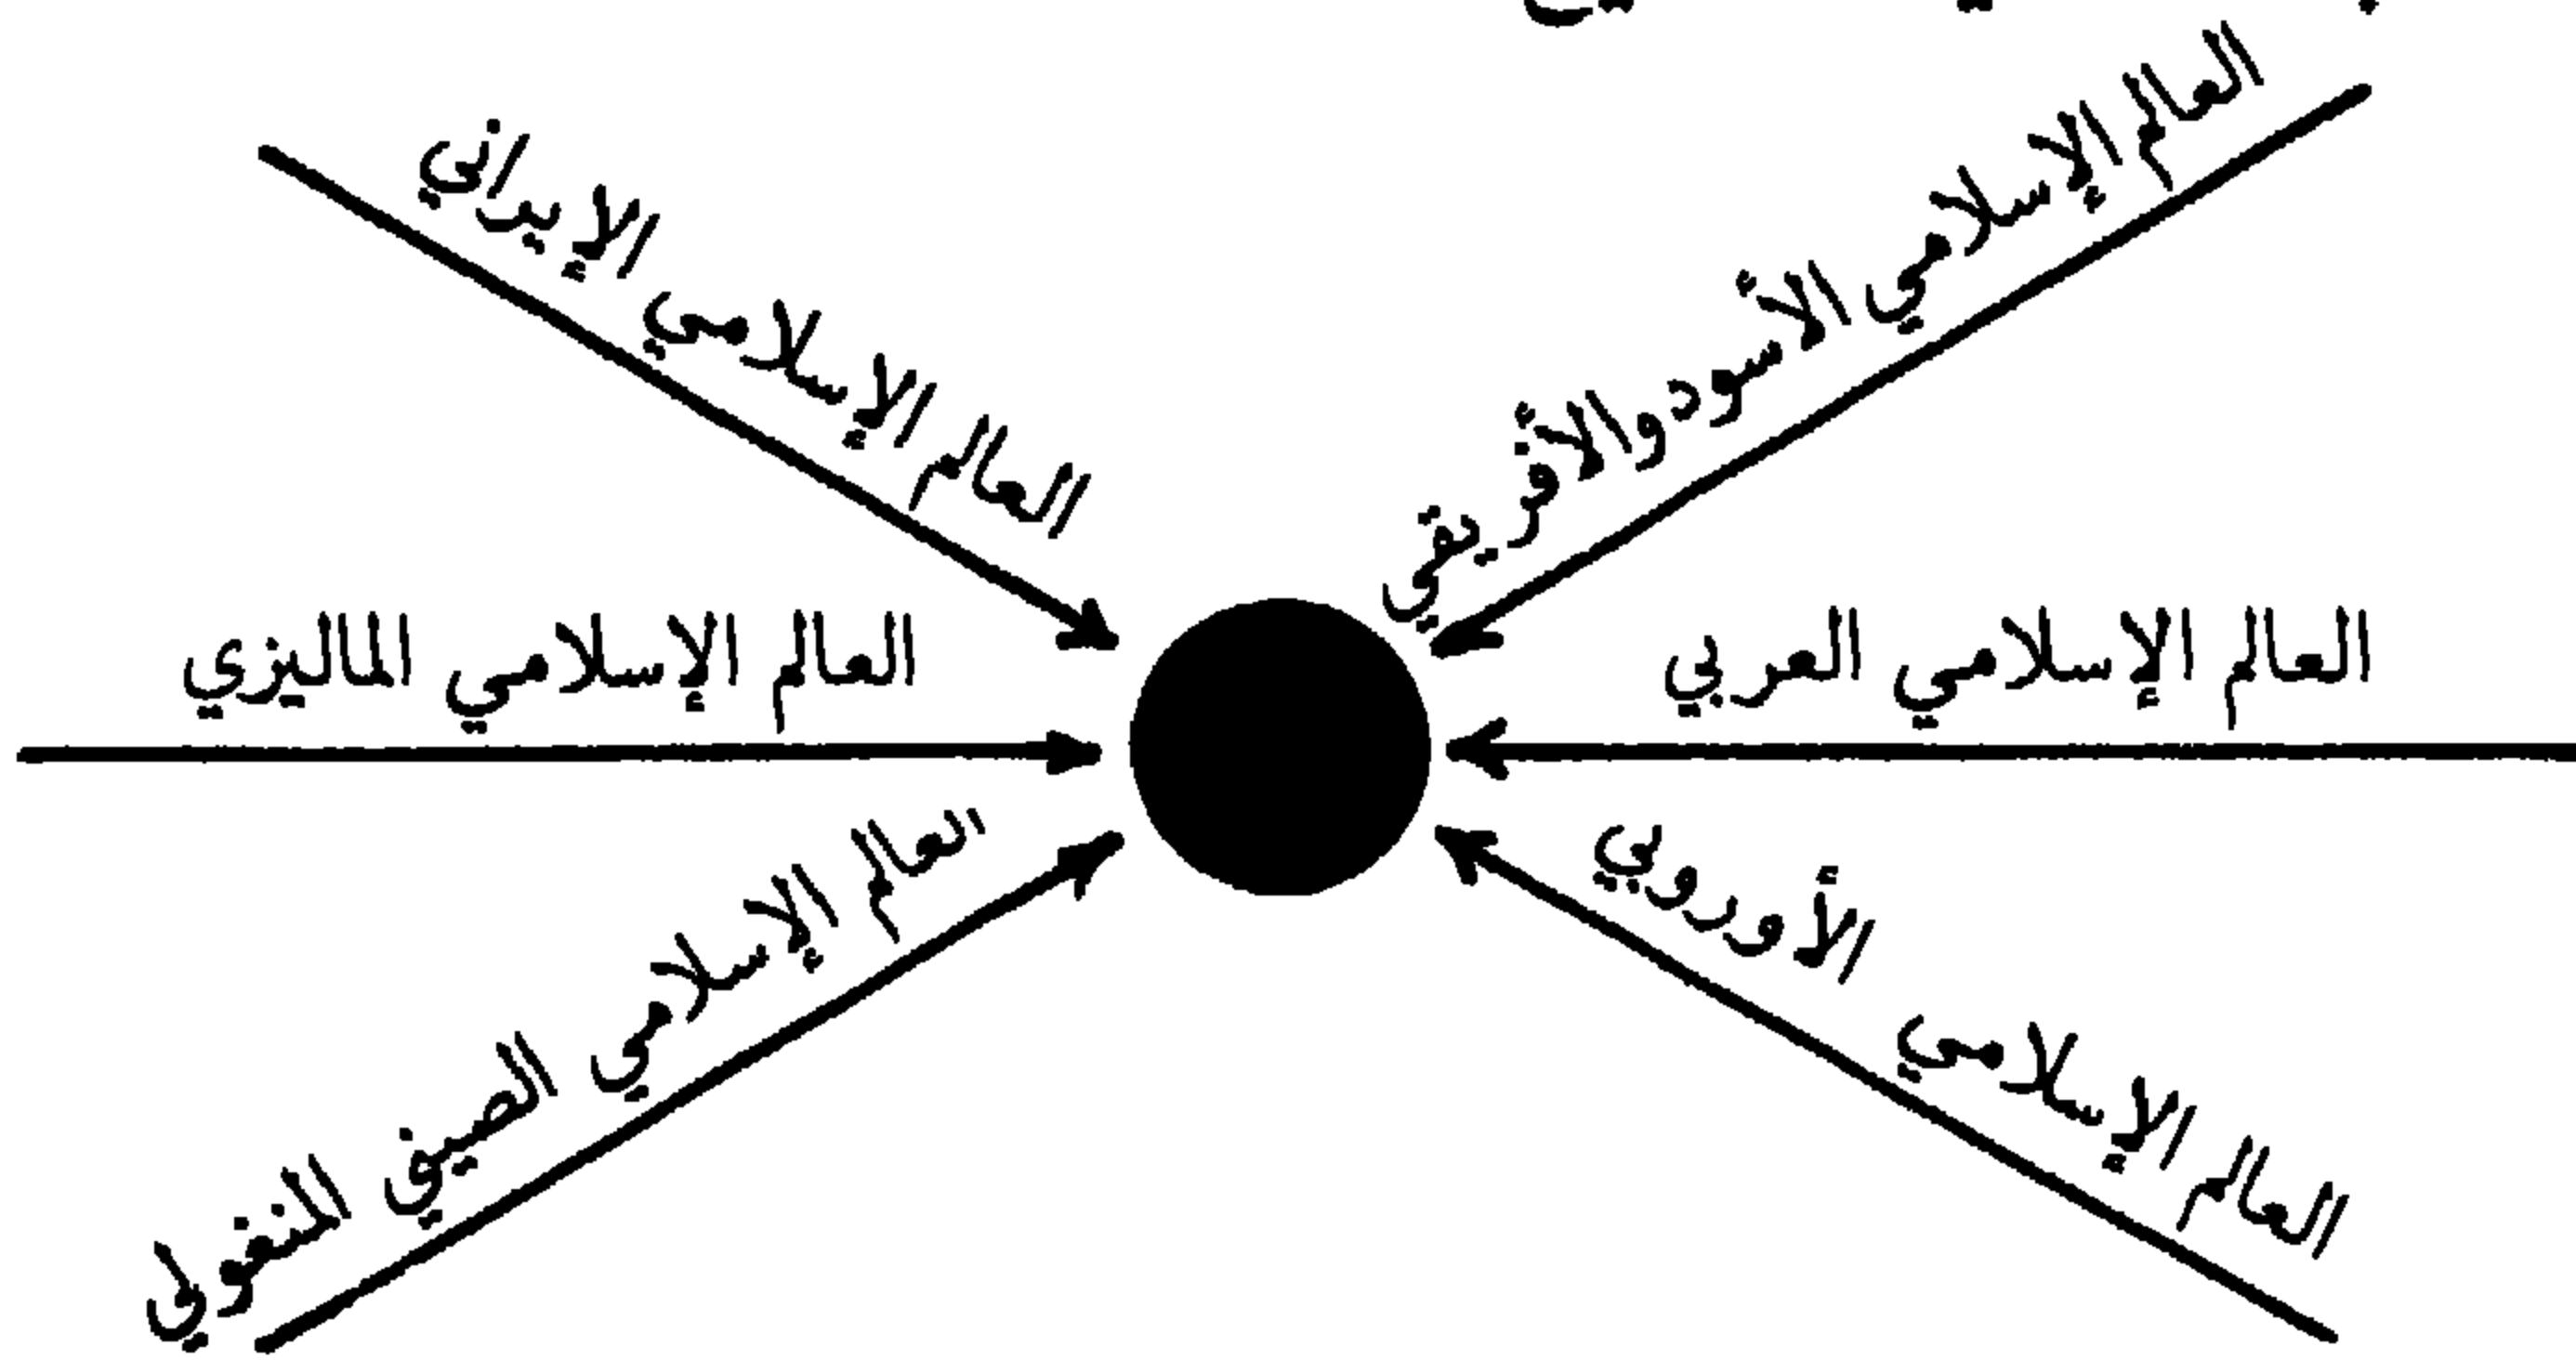 العالم الإسلامي الأسود والأفريقي
العالم الإسلامي الإيراني
العالم الإسلامي العربي
العالم الإسلامي الماليزي
العالم الإسلامي الأوروبي
العالم الإسلامي الصيني المنغولي